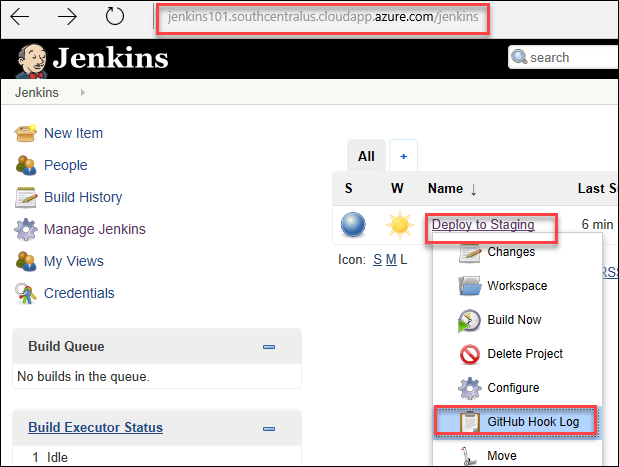 jenkins101.southcentralus.cloudapp.azure.com/jenkins
Jenkins
search
Jenkins
New Item
People
Build History
Manage Jenkins
My Views
Credentials
Build Queue
No builds in the queue.
Build Executor Status
1 Idle
All +
S W Name ↓ Last Su
Deploy to Staging 6 min
Icon: S M L
RSS
Changes
Workspace
Build Now
Delete Project
Configure
GitHub Hook Log
Move